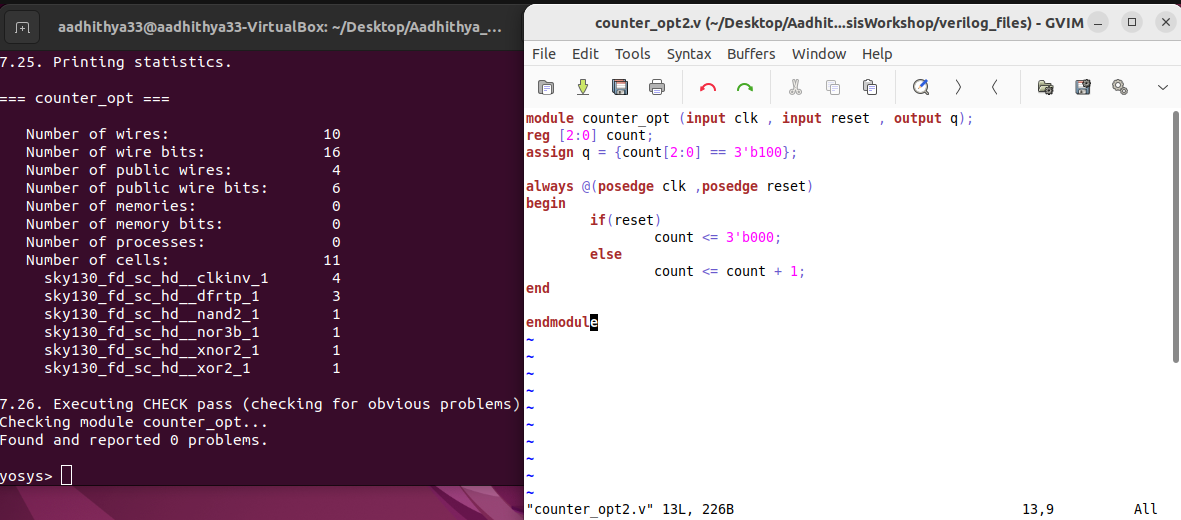 aadhithya33@aadhithya33-VirtualBox: ~/Desktop/Aadhithya_...
7.25. Printing statistics.
=== counter_opt ===
Number of wires: 10
Number of wire bits: 16
Number of public wires: 4
Number of public wire bits: 6
Number of memories: 0
Number of memory bits: 0
Number of processes: 0
Number of cells: 11
sky130_fd_sc_hd__clkinv_1 4
sky130_fd_sc_hd__dfrtp_1 3
sky130_fd_sc_hd__nand2_1 1
sky130_fd_sc_hd__nor3b_1 1
sky130_fd_sc_hd__xnor2_1 1
sky130_fd_sc_hd__xor2_1 1
7.26. Executing CHECK pass (checking for obvious problems)
Checking module counter_opt...
Found and reported 0 problems.
yosys>
counter_opt2.v (~/Desktop/Aadhit...sisWorkshop/verilog_files) - GVIM
File Edit Tools Syntax Buffers Window Help
module counter_opt (input clk , input reset , output q);
reg [2:0] count;
assign q = {count[2:0] == 3'b100};
always @(posedge clk ,posedge reset)
begin
if(reset)
count <= 3'b000;
else
count <= count + 1;
end
endmodule
~
~
~
~
~
~
~
~
~
~
"counter_opt2.v" 13L, 226B 13,9 All